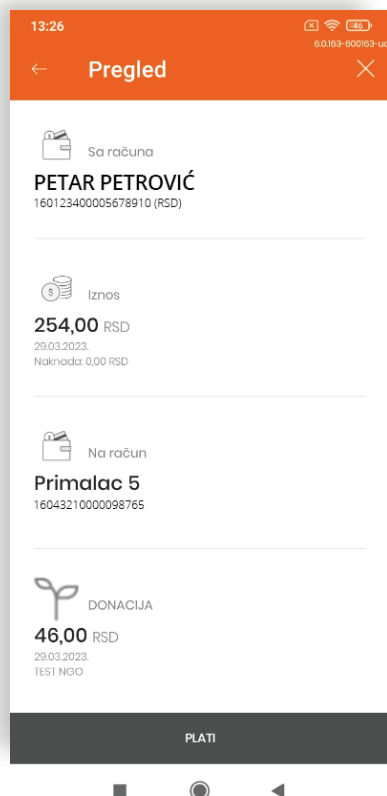 13:26
46
6.0.163-600163-ua
Pregled
Sa računa
PETAR PETROVIĆ
160123400005678910 (RSD)
Iznos
254,00 RSD
29.03.2023.
Naknada: 0,00 RSD
Na račun
Primalac 5
16043210000098765
DONACIJA
46,00 RSD
29.03.2023.
TEST NGO
PLATI